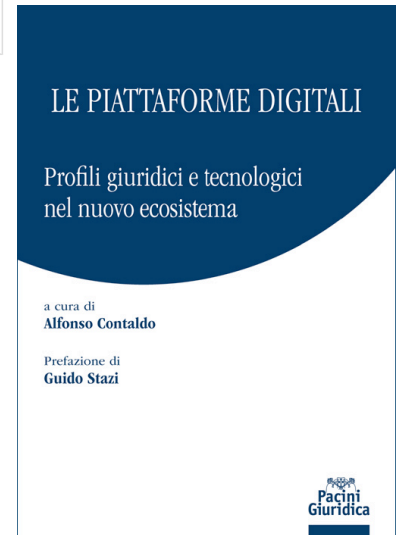 LE PIATTAFORME DIGITALI
Profili giuridici e tecnologici
nel nuovo ecosistema
a cura di
Alfonso Contaldo
Prefazione di
Guido Stazi
Pacini
Giuridica